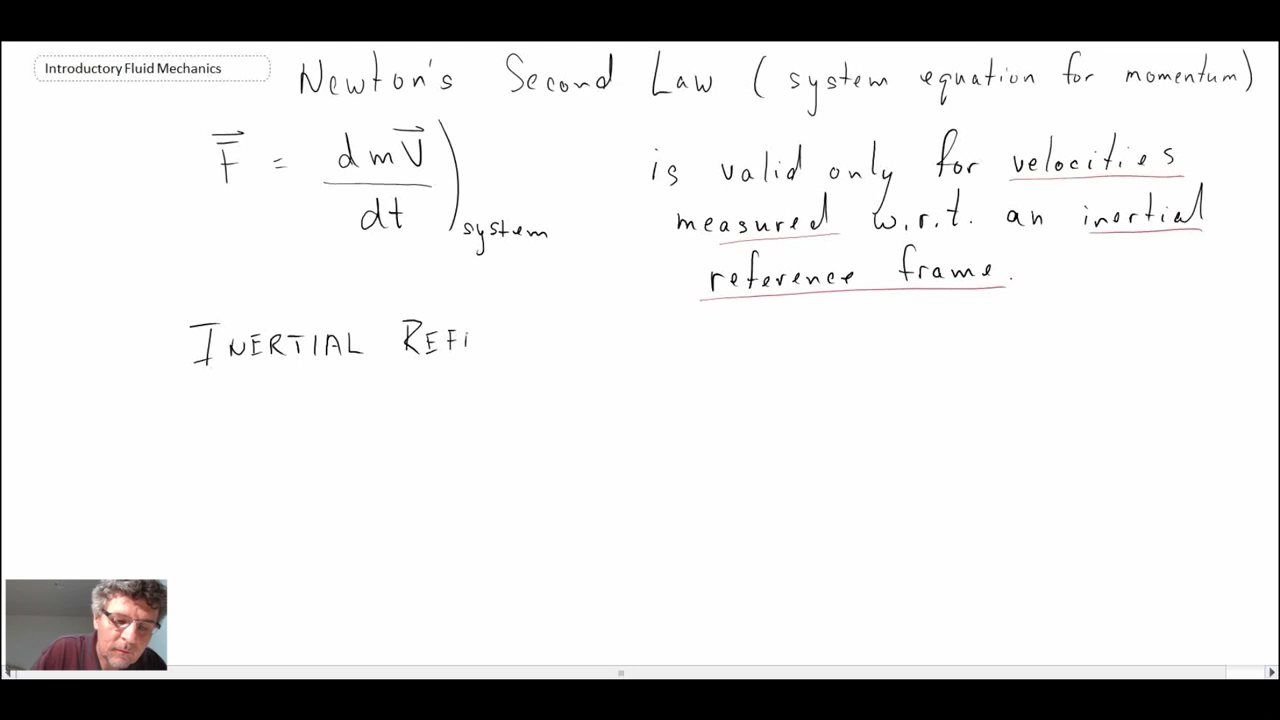 Introductory Fluid Mechanics
Newton's Second Law (system equation for momentum)
F⃗ = dmV⃗/dt)system
is valid only for velocities
measured w.r.t. an inertial
reference frame.
INERTIAL REFI